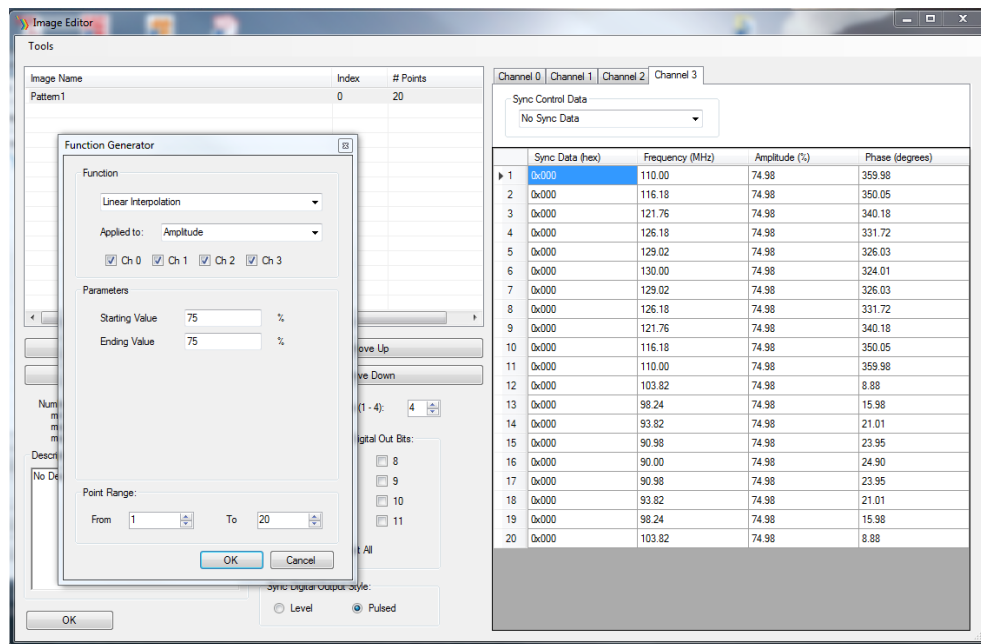 Image Editor
Tools
Image Name Index # Points
Pattern1 0 20
Function Generator
Function
Linear Interpolation
Applied to: Amplitude
Ch 0 Ch 1 Ch 2 Ch 3
Parameters
Starting Value 75 %
Ending Value 75 %
Point Range:
From 1 To 20
OK Cancel
ove Up
ve Down
Num
(1 - 4): 4
igital Out Bits:
8
9
10
11
Descri
No De
t All
Sync Digital Output Style:
Level Pulsed
OK
Channel 0 Channel 1 Channel 2 Channel 3
Sync Control Data
No Sync Data
Sync Data (hex) Frequency (MHz) Amplitude (%) Phase (degrees)
1 0x000 110.00 74.98 359.98
2 0x000 116.18 74.98 350.05
3 0x000 121.76 74.98 340.18
4 0x000 126.18 74.98 331.72
5 0x000 129.02 74.98 326.03
6 0x000 130.00 74.98 324.01
7 0x000 129.02 74.98 326.03
8 0x000 126.18 74.98 331.72
9 0x000 121.76 74.98 340.18
10 0x000 116.18 74.98 350.05
11 0x000 110.00 74.98 359.98
12 0x000 103.82 74.98 8.88
13 0x000 98.24 74.98 15.98
14 0x000 93.82 74.98 21.01
15 0x000 90.98 74.98 23.95
16 0x000 90.00 74.98 24.90
17 0x000 90.98 74.98 23.95
18 0x000 93.82 74.98 21.01
19 0x000 98.24 74.98 15.98
20 0x000 103.82 74.98 8.88